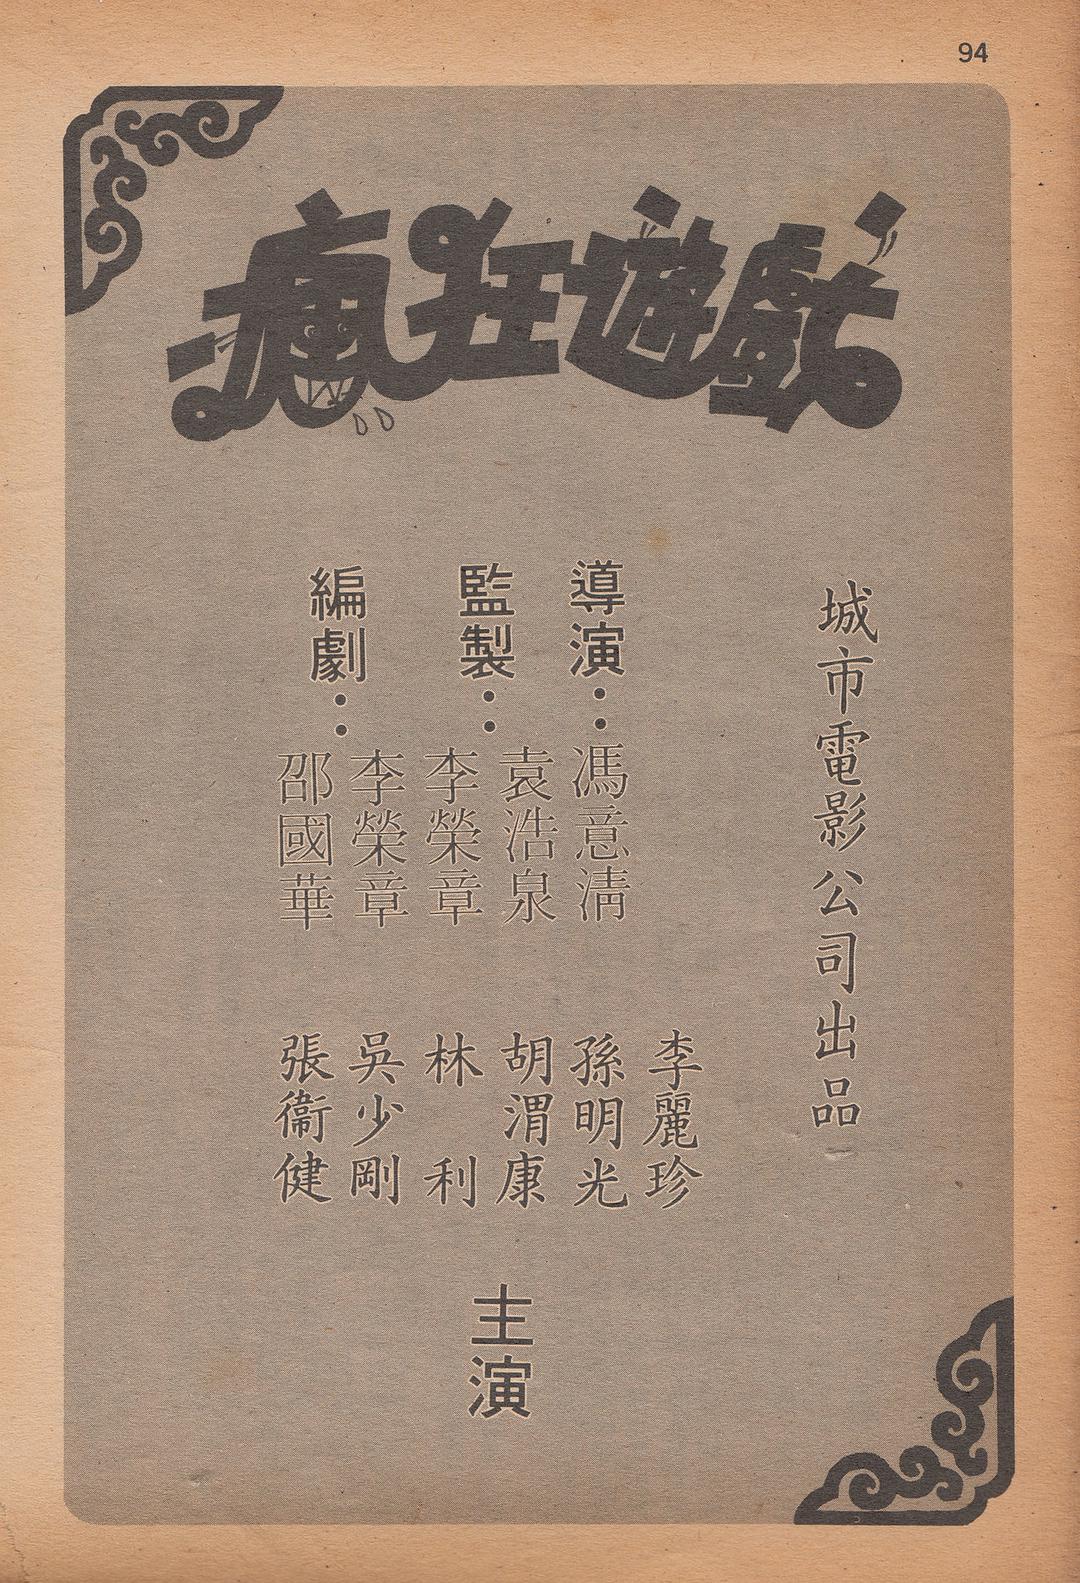 94
瘋狂遊戲
城市電影公司出品
導演：馮意清
監製：袁浩泉
李榮章
編劇：李榮章
邵國華
李麗珍
孫明光
胡渭康
林利
吳少剛
張衞健
主演